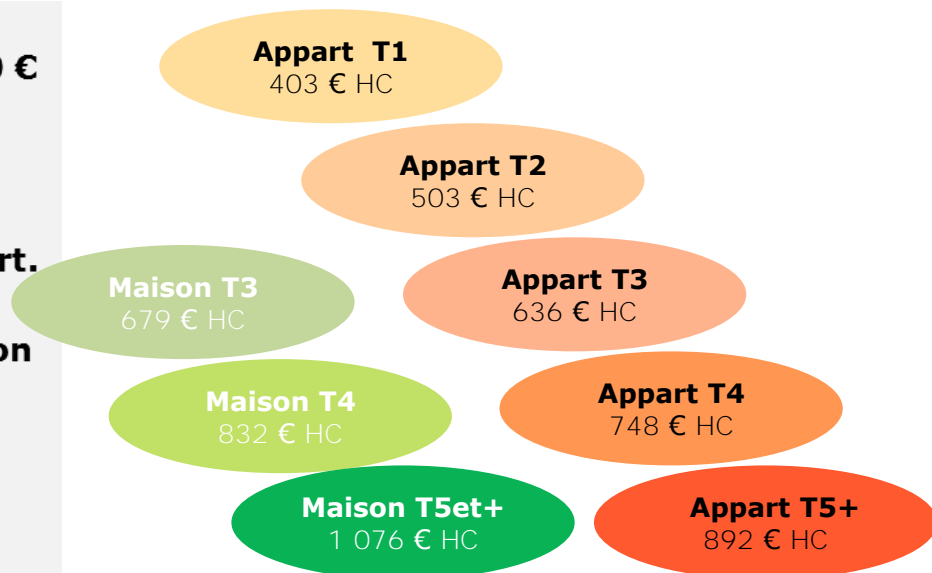 €
Appart T1
403 € HC
Appart T2
503 € HC
Maison T3
679 € HC
Appart T3
636 € HC
Maison T4
832 € HC
Appart T4
748 € HC
Maison T5et+
1 076 € HC
Appart T5+
892 € HC